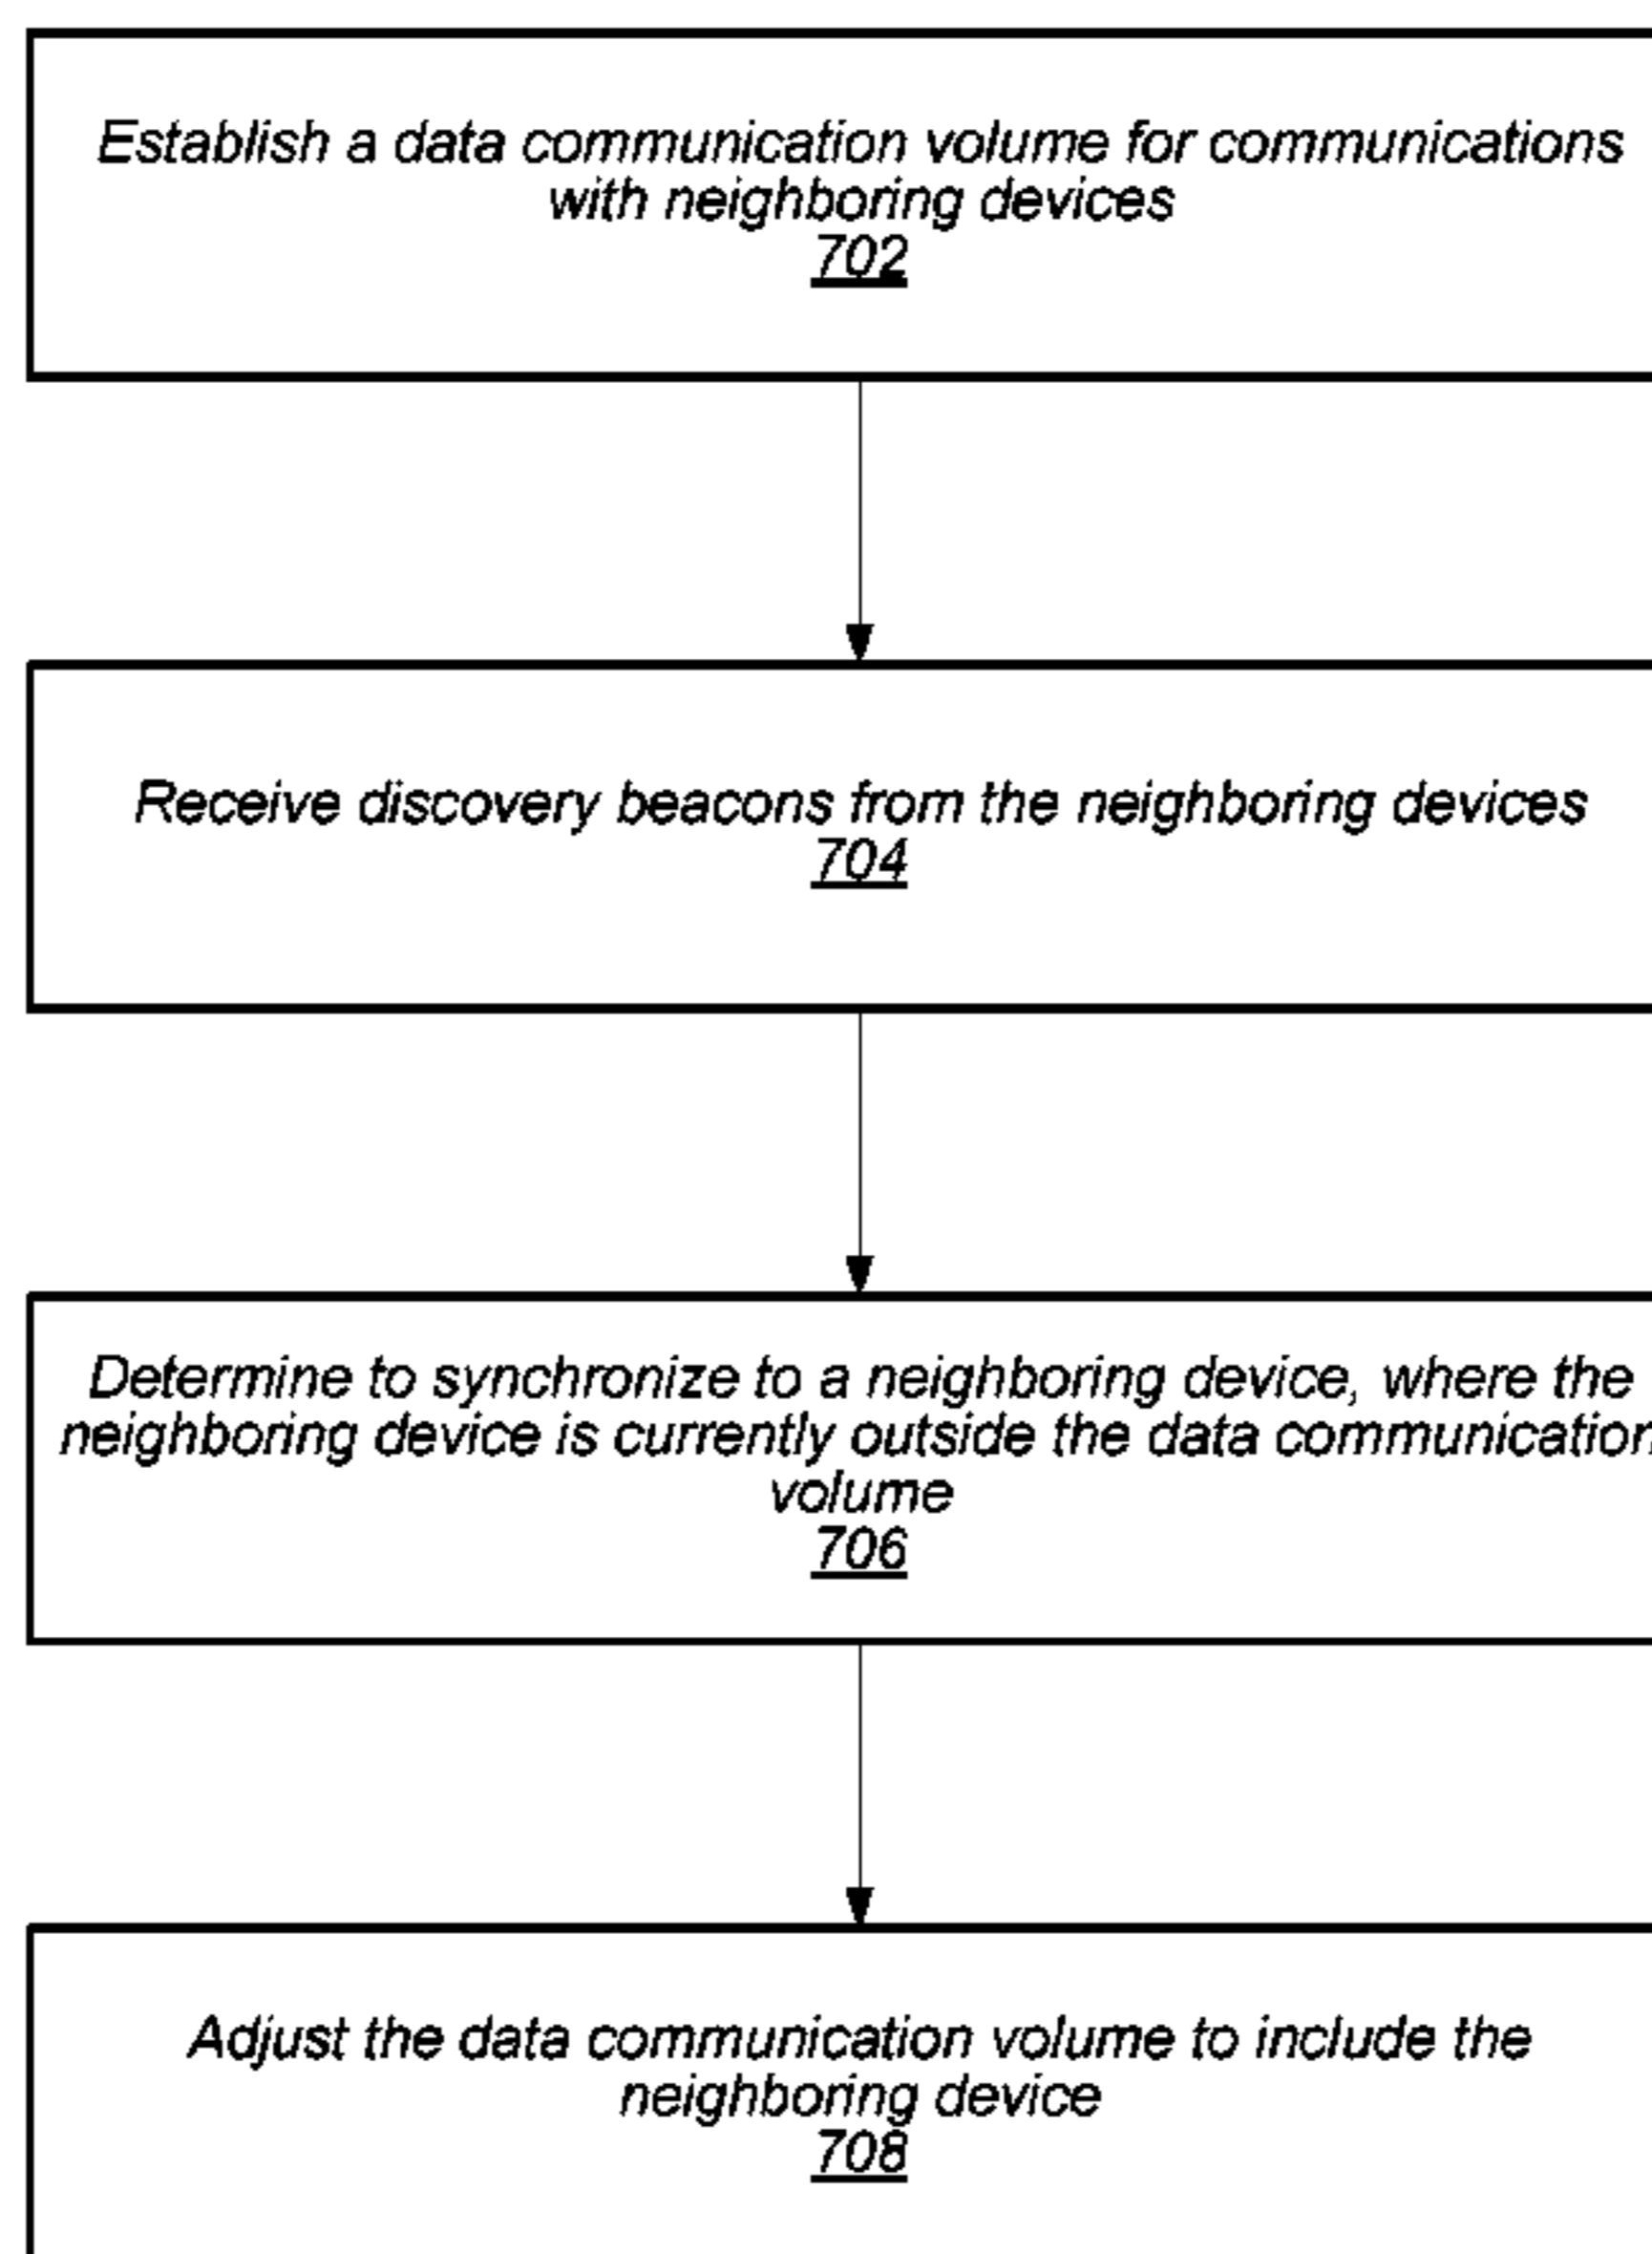 Establish a data communication volume for communications
with neighboring devices
702
Receive discovery beacons from the neighboring devices
704
Determine to synchronize to a neighboring device, where the
neighboring device is currently outside the data communication
volume
706
Adjust the data communication volume to include the
neighboring device
708